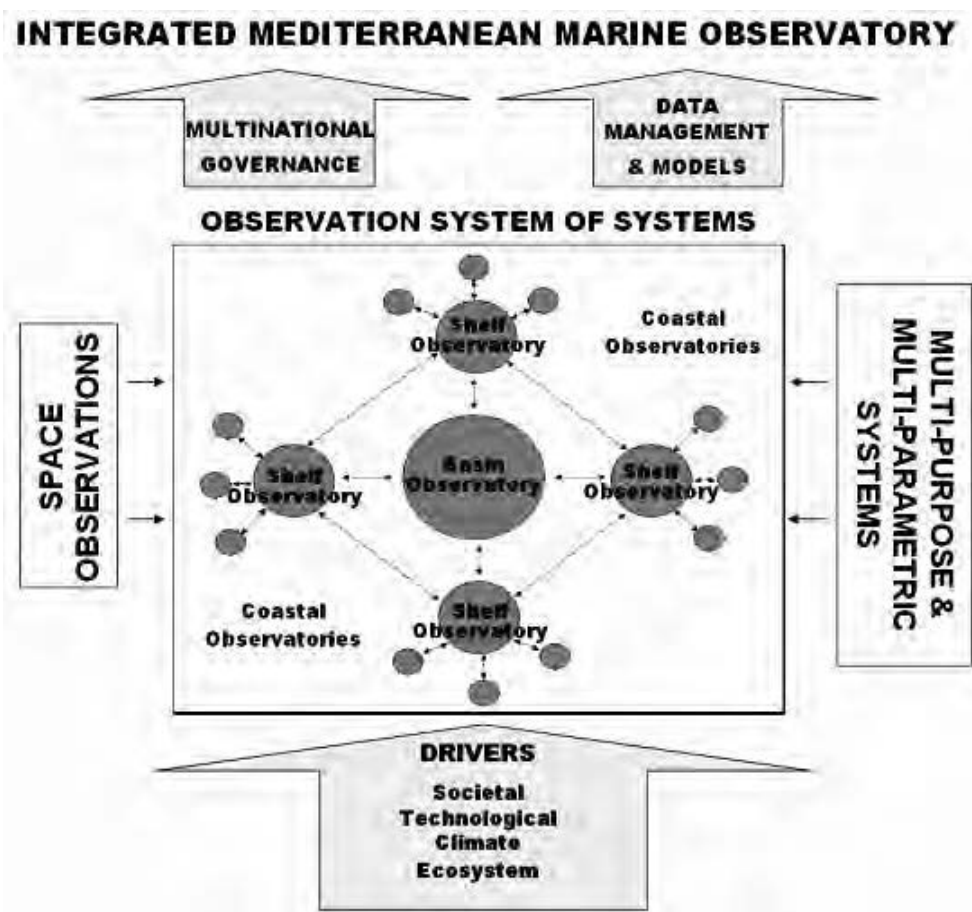 INTEGRATED MEDITERRANEAN MARINE OBSERVATORY
MULTINATIONAL
GOVERNANCE
DATA
MANAGEMENT
& MODELS
OBSERVATION SYSTEM OF SYSTEMS
SPACE
OBSERVATIONS
Shelf
Observatory
Coastal
Observatories
Shelf
Observatory
Basin
Observatory
Shelf
Observatory
Coastal
Observatories
Shelf
Observatory
MULTI-PURPOSE &
MULTI-PARAMETRIC
SYSTEMS
DRIVERS
Societal
Technological
Climate
Ecosystem